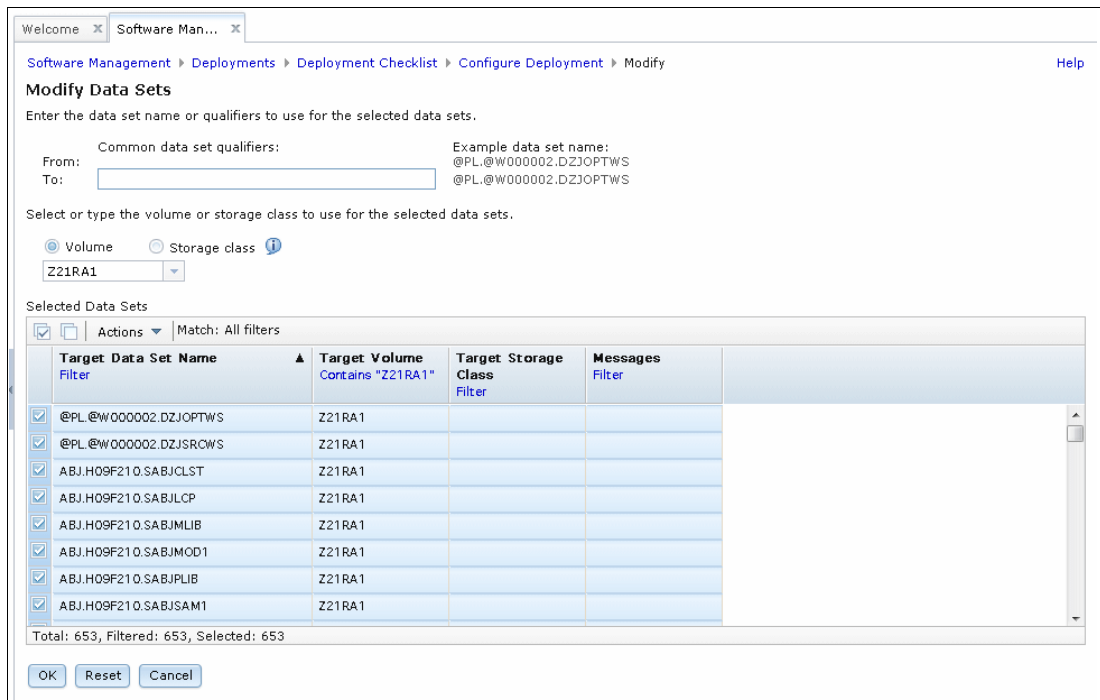 Welcome X Software Man... X
Software Management Deployments Deployment Checklist Configure Deployment Modify Help
Modify Data Sets
Enter the data set name or qualifiers to use for the selected data sets.
Common data set qualifiers: Example data set name:
From: @PL.@W000002.DZJOPTWS
To: @PL.@W000002.DZJOPTWS
Select or type the volume or storage class to use for the selected data sets.
Volume Storage class i
Z21RA1
Selected Data Sets
Actions Match: All filters
Target Data Set Name Target Volume Target Storage Class Messages
Filter Contains "Z21RA1" Filter Filter
@PL.@W000002.DZJOPTWS Z21RA1
@PL.@W000002.DZJSRCWS Z21RA1
ABJ.H09F210.SABJCLST Z21RA1
ABJ.H09F210.SABJLCP Z21RA1
ABJ.H09F210.SABJMLIB Z21RA1
ABJ.H09F210.SABJMOD1 Z21RA1
ABJ.H09F210.SABJPLIB Z21RA1
ABJ.H09F210.SABJSAM1 Z21RA1
Total: 653, Filtered: 653, Selected: 653
OK Reset Cancel